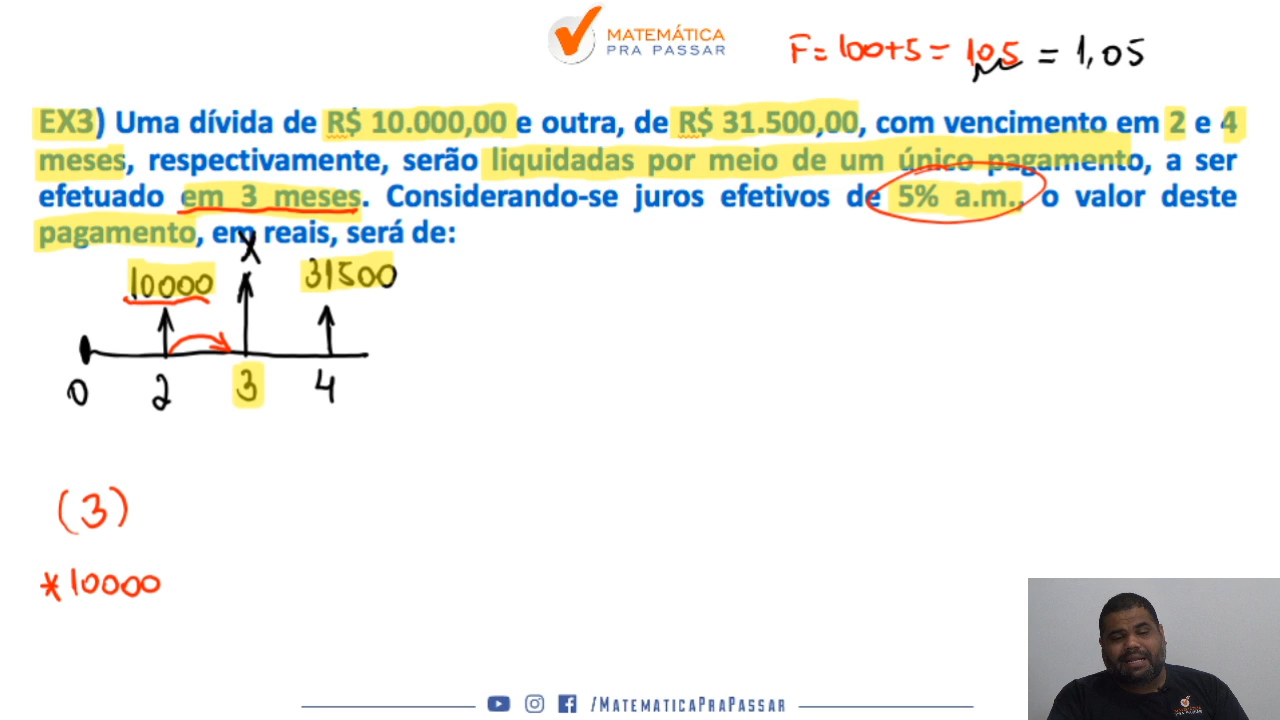 MATEMÁTICA
PRA PASSAR
F = 100+5 = 105 = 1,05
EX3) Uma dívida de R$ 10.000,00 e outra, de R$ 31.500,00, com vencimento em 2 e 4
meses, respectivamente, serão liquidadas por meio de um único pagamento, a ser
efetuado em 3 meses. Considerando-se juros efetivos de 5% a.m., o valor deste
pagamento, em reais, será de:
X
10000 31500
0 2 3 4
(3)
*10000
/MATEMATICAPRAPASSAR
MATEMÁTICA
PRA PASSAR